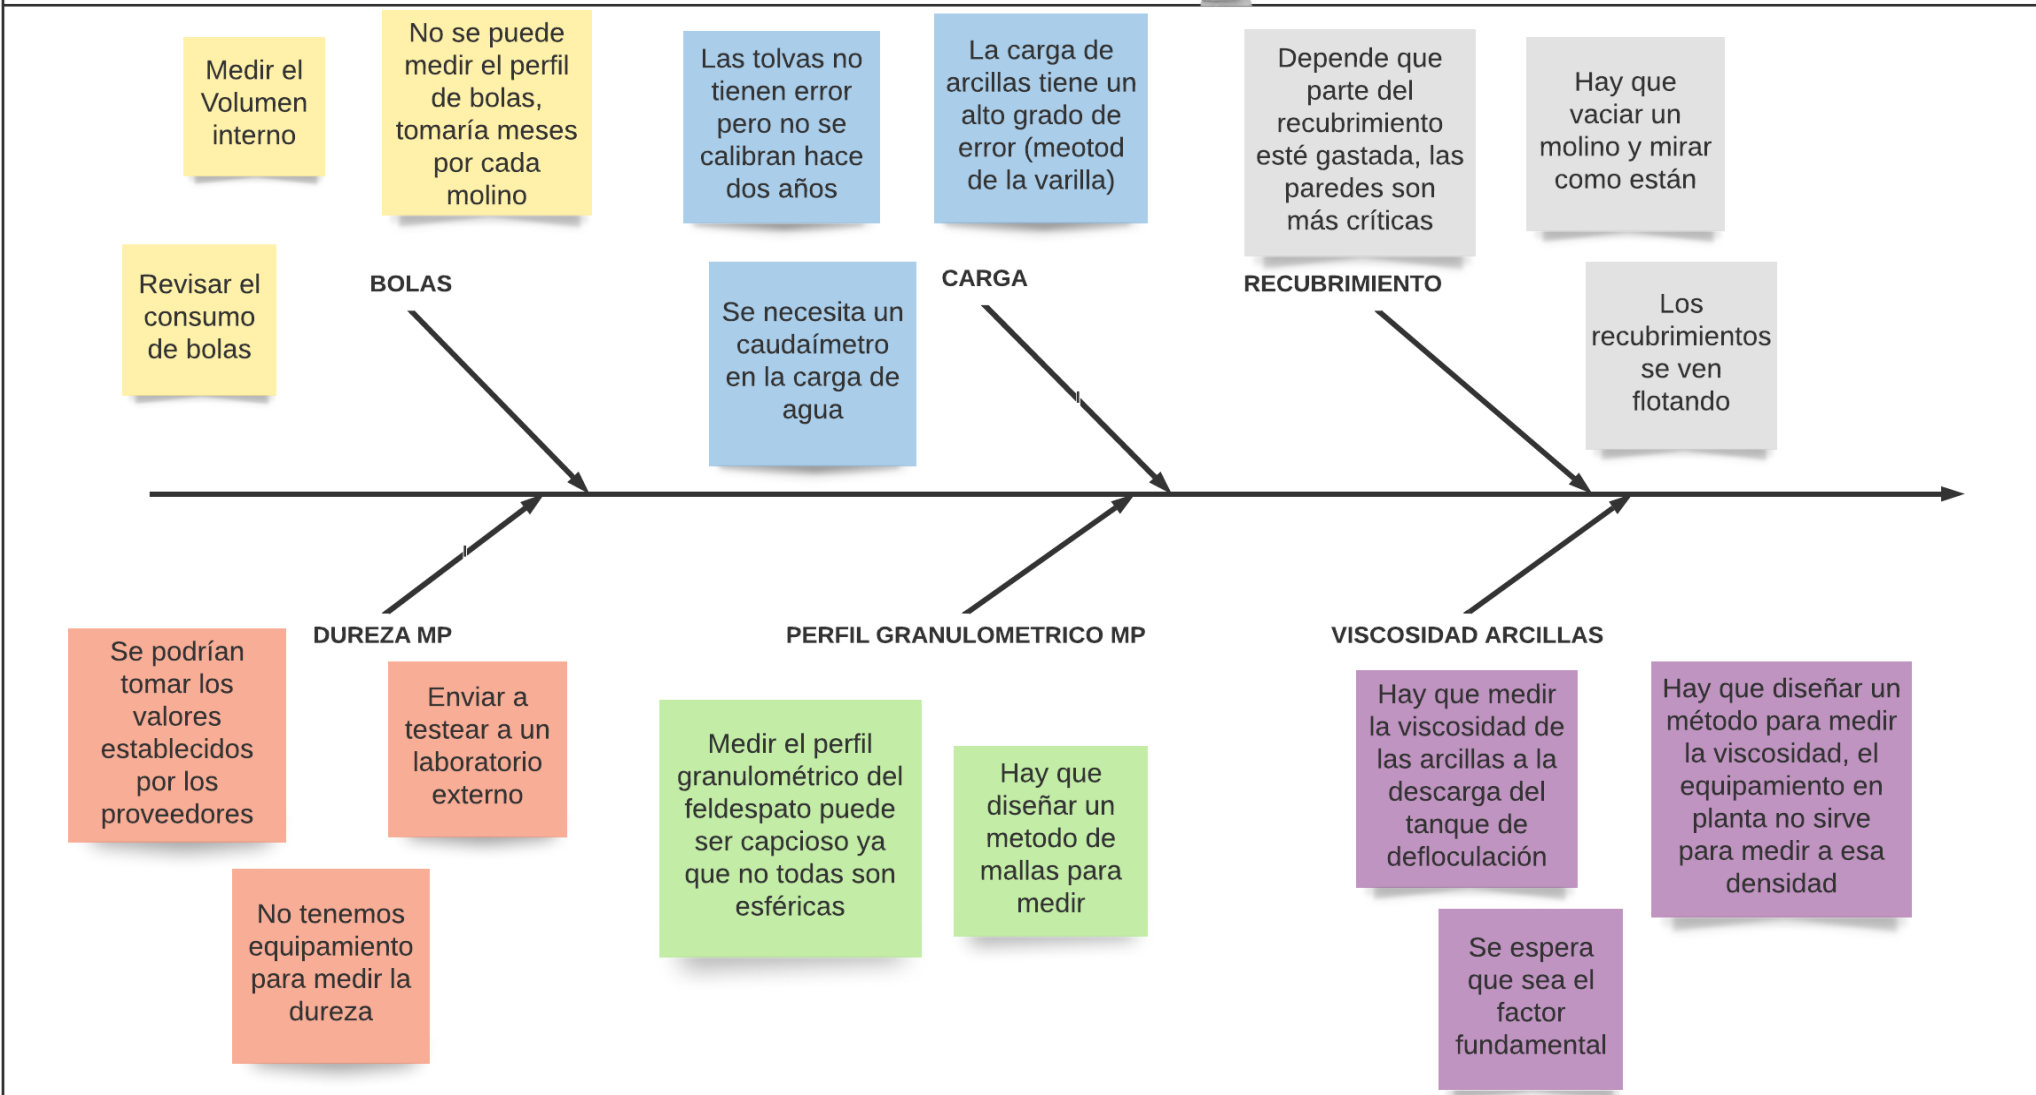 Medir el
Volumen
interno
No se puede
medir el perfil
de bolas,
tomaría meses
por cada
molino
Revisar el
consumo
de bolas
BOLAS
Las tolvas no
tienen error
pero no se
calibran hace
dos años
La carga de
arcillas tiene un
alto grado de
error (meotod
de la varilla)
Se necesita un
caudaímetro
en la carga de
agua
CARGA
Depende que
parte del
recubrimiento
esté gastada, las
paredes son
más críticas
Hay que
vaciar un
molino y mirar
como están
RECUBRIMIENTO
Los
recubrimientos
se ven
flotando
DUREZA MP
Se podrían
tomar los
valores
establecidos
por los
proveedores
Enviar a
testear a un
laboratorio
externo
No tenemos
equipamiento
para medir la
dureza
PERFIL GRANULOMETRICO MP
Medir el perfil
granulométrico del
feldespato puede
ser capcioso ya
que no todas son
esféricas
Hay que
diseñar un
metodo de
mallas para
medir
VISCOSIDAD ARCILLAS
Hay que medir
la viscosidad de
las arcillas a la
descarga del
tanque de
defloculación
Hay que diseñar un
método para medir
la viscosidad, el
equipamiento en
planta no sirve
para medir a esa
densidad
Se espera
que sea el
factor
fundamental